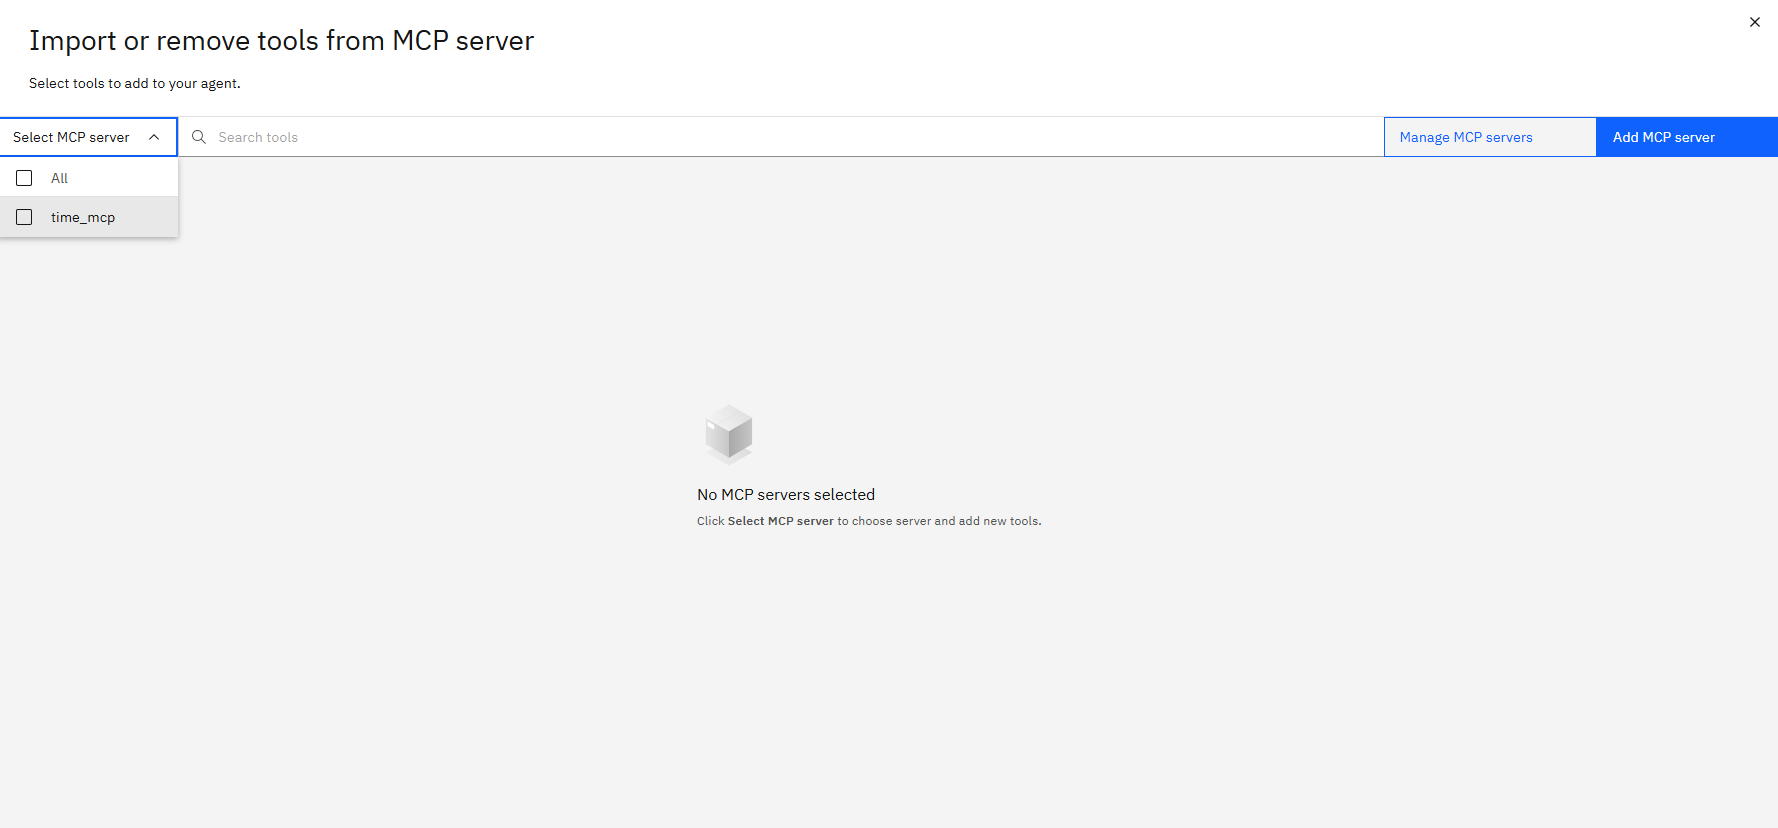 Import or remove tools from MCP server
Select tools to add to your agent.
Select MCP server
Search tools
Manage MCP servers
Add MCP server
All
time_mcp
No MCP servers selected
Click Select MCP server to choose server and add new tools.